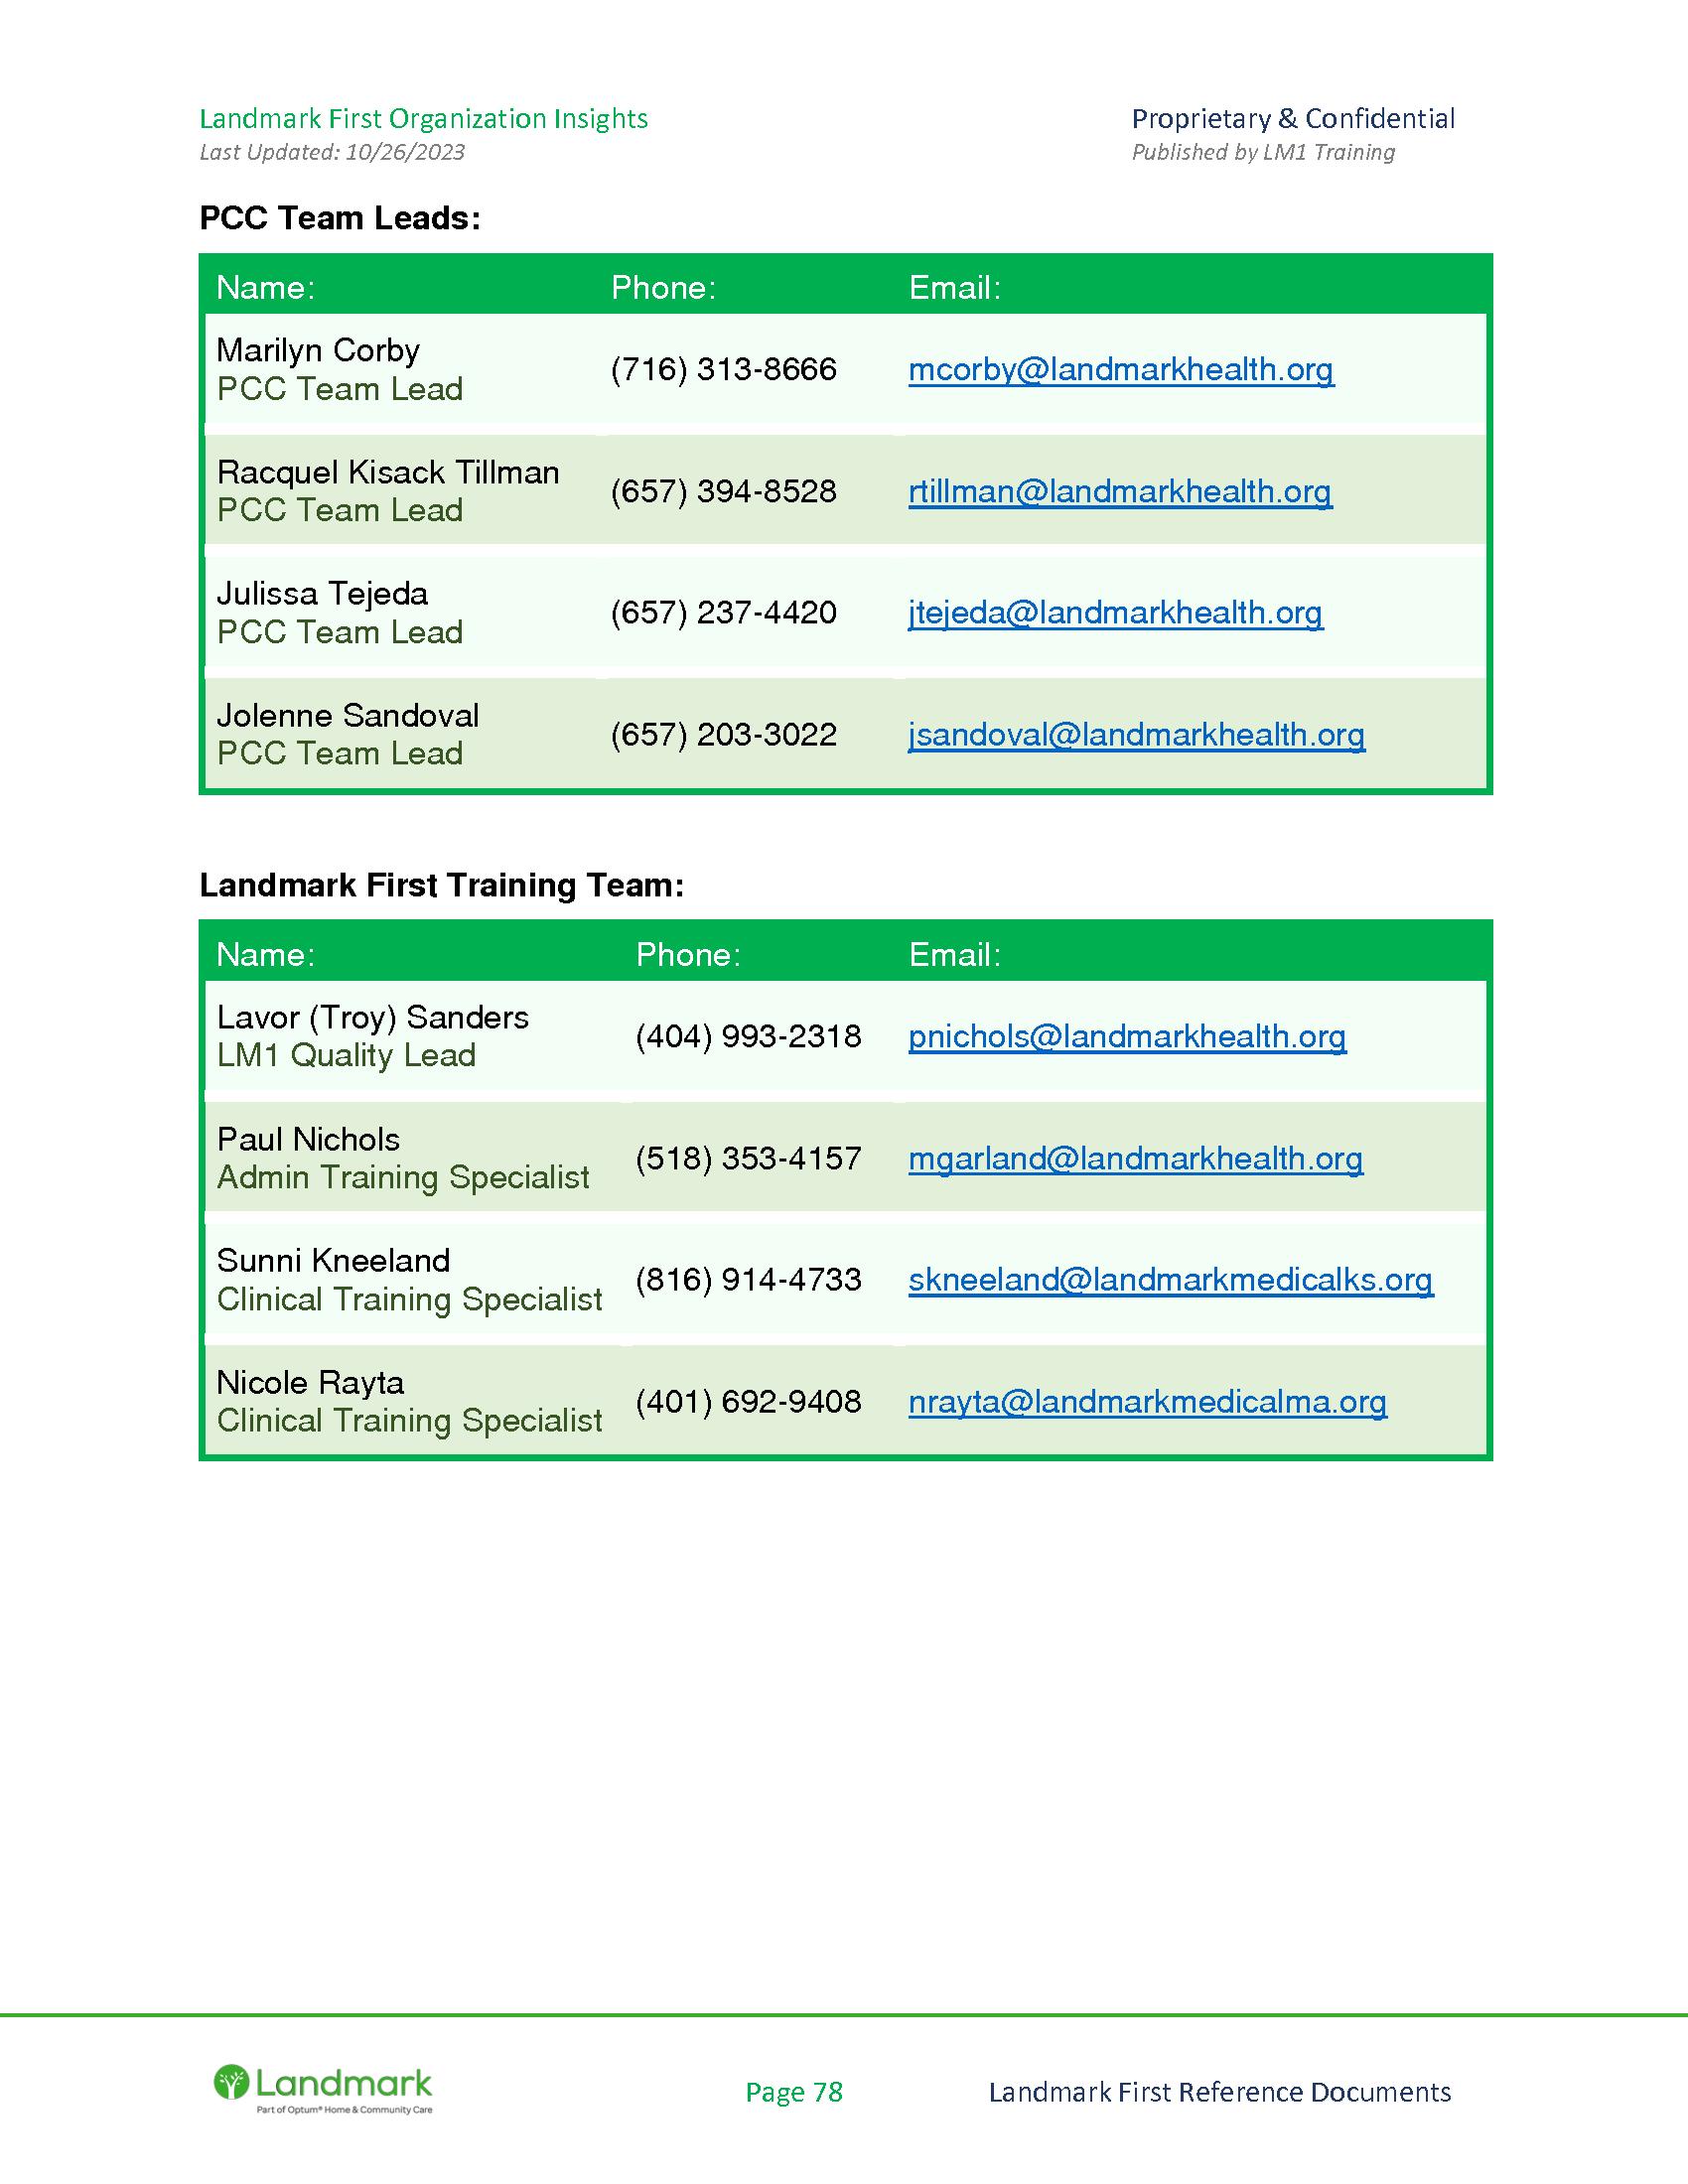 Landmark First Organization Insights
Proprietary & Confidential
Last Updated: 10/26/2023
Published by LM1 Training
PCC Team Leads:
Name: Phone: Email:
Marilyn Corby
PCC Team Lead
(716) 313-8666 mcorby@landmarkhealth.org
Racquel Kisack Tillman
PCC Team Lead
(657) 394-8528 rtillman@landmarkhealth.org
Julissa Tejeda
PCC Team Lead
(657) 237-4420 jtejeda@landmarkhealth.org
Jolenne Sandoval
PCC Team Lead
(657) 203-3022 jsandoval@landmarkhealth.org
Landmark First Training Team:
Name: Phone: Email:
Lavor (Troy) Sanders
LM1 Quality Lead
(404) 993-2318 pnichols@landmarkhealth.org
Paul Nichols
Admin Training Specialist
(518) 353-4157 mgarland@landmarkhealth.org
Sunni Kneeland
Clinical Training Specialist
(816) 914-4733 skneeland@landmarkmedicalks.org
Nicole Rayta
Clinical Training Specialist
(401) 692-9408 nrayta@landmarkmedicalma.org
Landmark
Part of Optum® Home & Community Care
Page 78
Landmark First Reference Documents